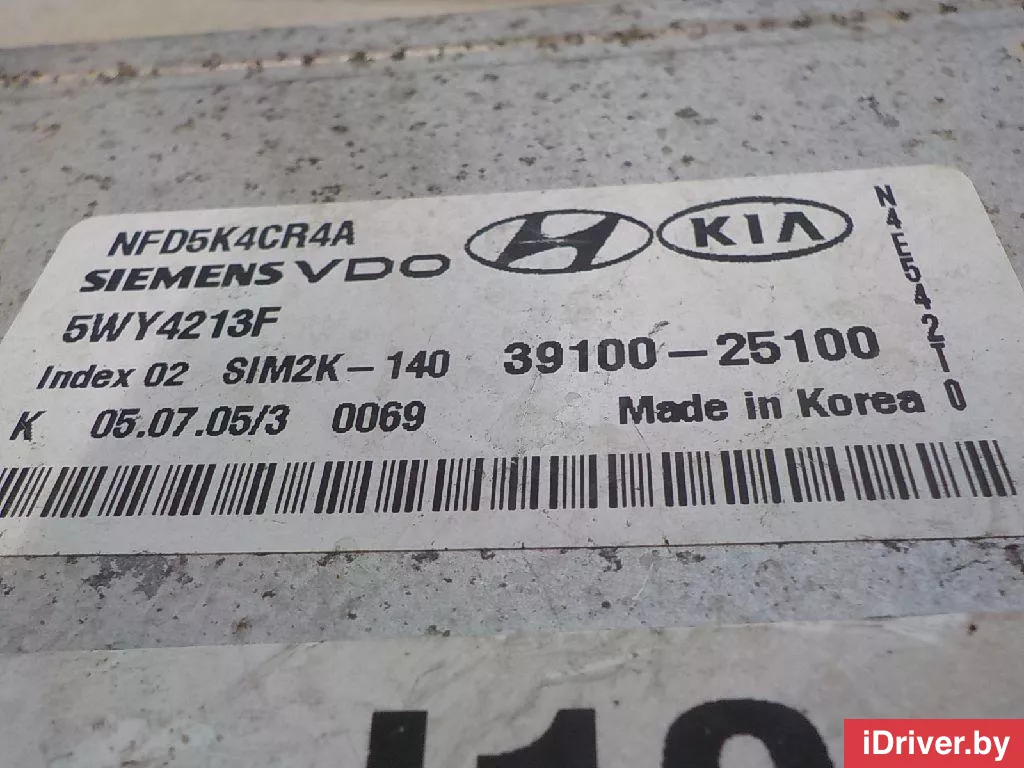 NFD5K4CR4A
SIEMENS VDO
KIA
N4E542T0
5WY4213F
Index 02 SIM2K-140 39100-25100
K 05.07.05/3 0069 Made in Korea
iDriver.by